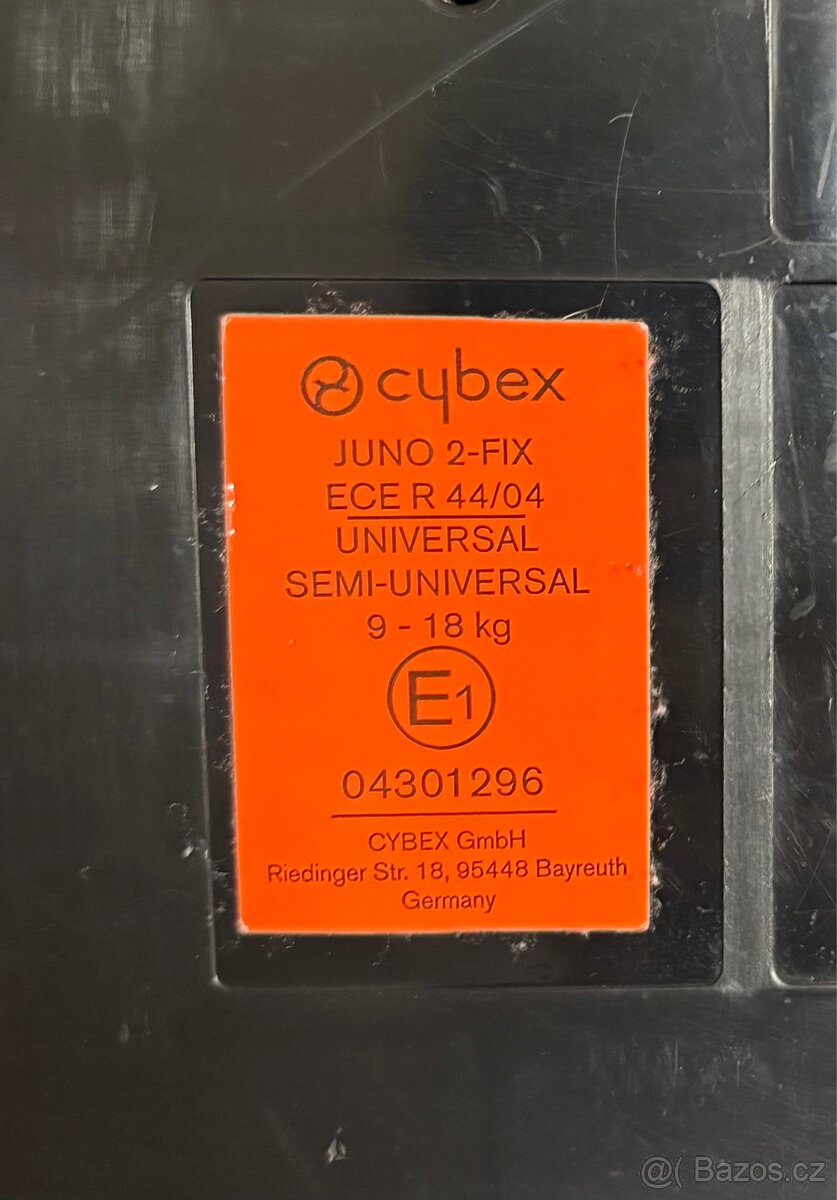 cybex
JUNO 2-FIX
ECE R 44/04
UNIVERSAL
SEMI-UNIVERSAL
9 - 18 kg
E1
04301296
CYBEX GmbH
Riedinger Str. 18, 95448 Bayreuth
Germany
@( Bazos.cz